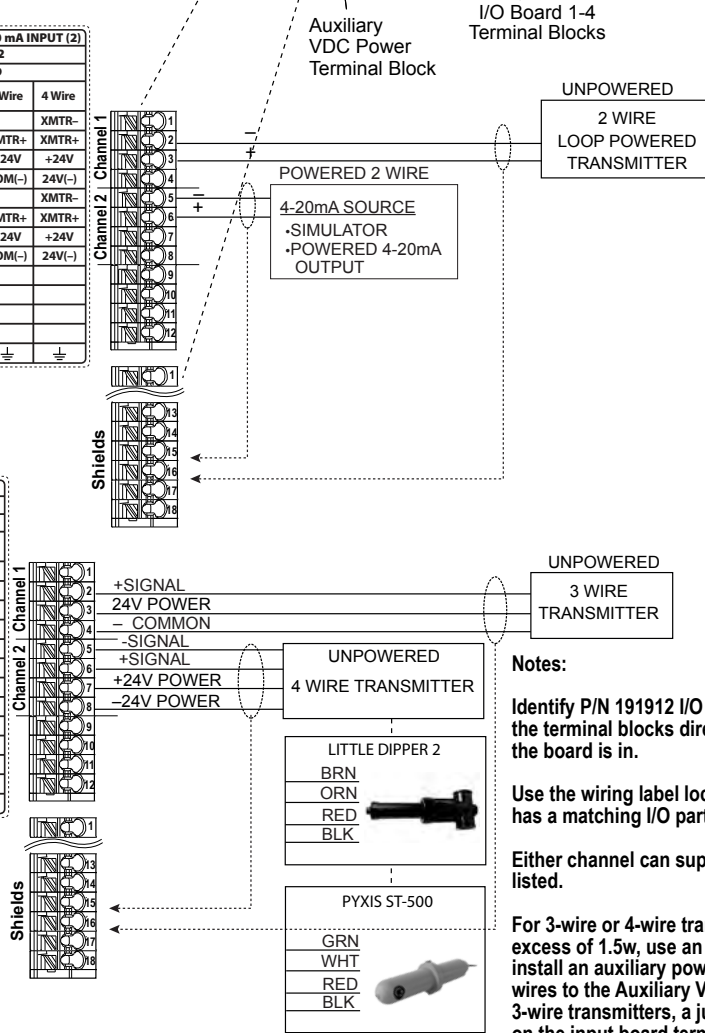 Auxiliary
VDC Power
Terminal Block
I/O Board 1-4
Terminal Blocks
mA INPUT (2)
Wire 4 Wire
XMTR–
XMTR+
24V +24V
24V(–)
XMTR–
XMTR+
24V +24V
24V(–)
Channel 1
Channel 2
1
2
3
4
5
6
7
8
9
10
11
12
–
+
–
+
UNPOWERED
2 WIRE
LOOP POWERED
TRANSMITTER
POWERED 2 WIRE
4-20mA SOURCE
•SIMULATOR
•POWERED 4-20mA
OUTPUT
1
Shields
13
14
15
16
17
18
Channel 1
Channel 2
1
2
3
4
5
6
7
8
9
10
11
12
+SIGNAL
24V POWER
– COMMON
-SIGNAL
+SIGNAL
+24V POWER
–24V POWER
UNPOWERED
3 WIRE
TRANSMITTER
UNPOWERED
4 WIRE TRANSMITTER
LITTLE DIPPER 2
BRN
ORN
RED
BLK
PYXIS ST-500
GRN
WHT
RED
BLK
1
Shields
13
14
15
16
17
18
Notes:
Identify P/N 191912 I/O
the terminal blocks dire
the board is in.
Use the wiring label loc
has a matching I/O part
Either channel can sup
listed.
For 3-wire or 4-wire tra
excess of 1.5w, use an
install an auxiliary pow
wires to the Auxiliary V
3-wire transmitters, a ju
on the input board term